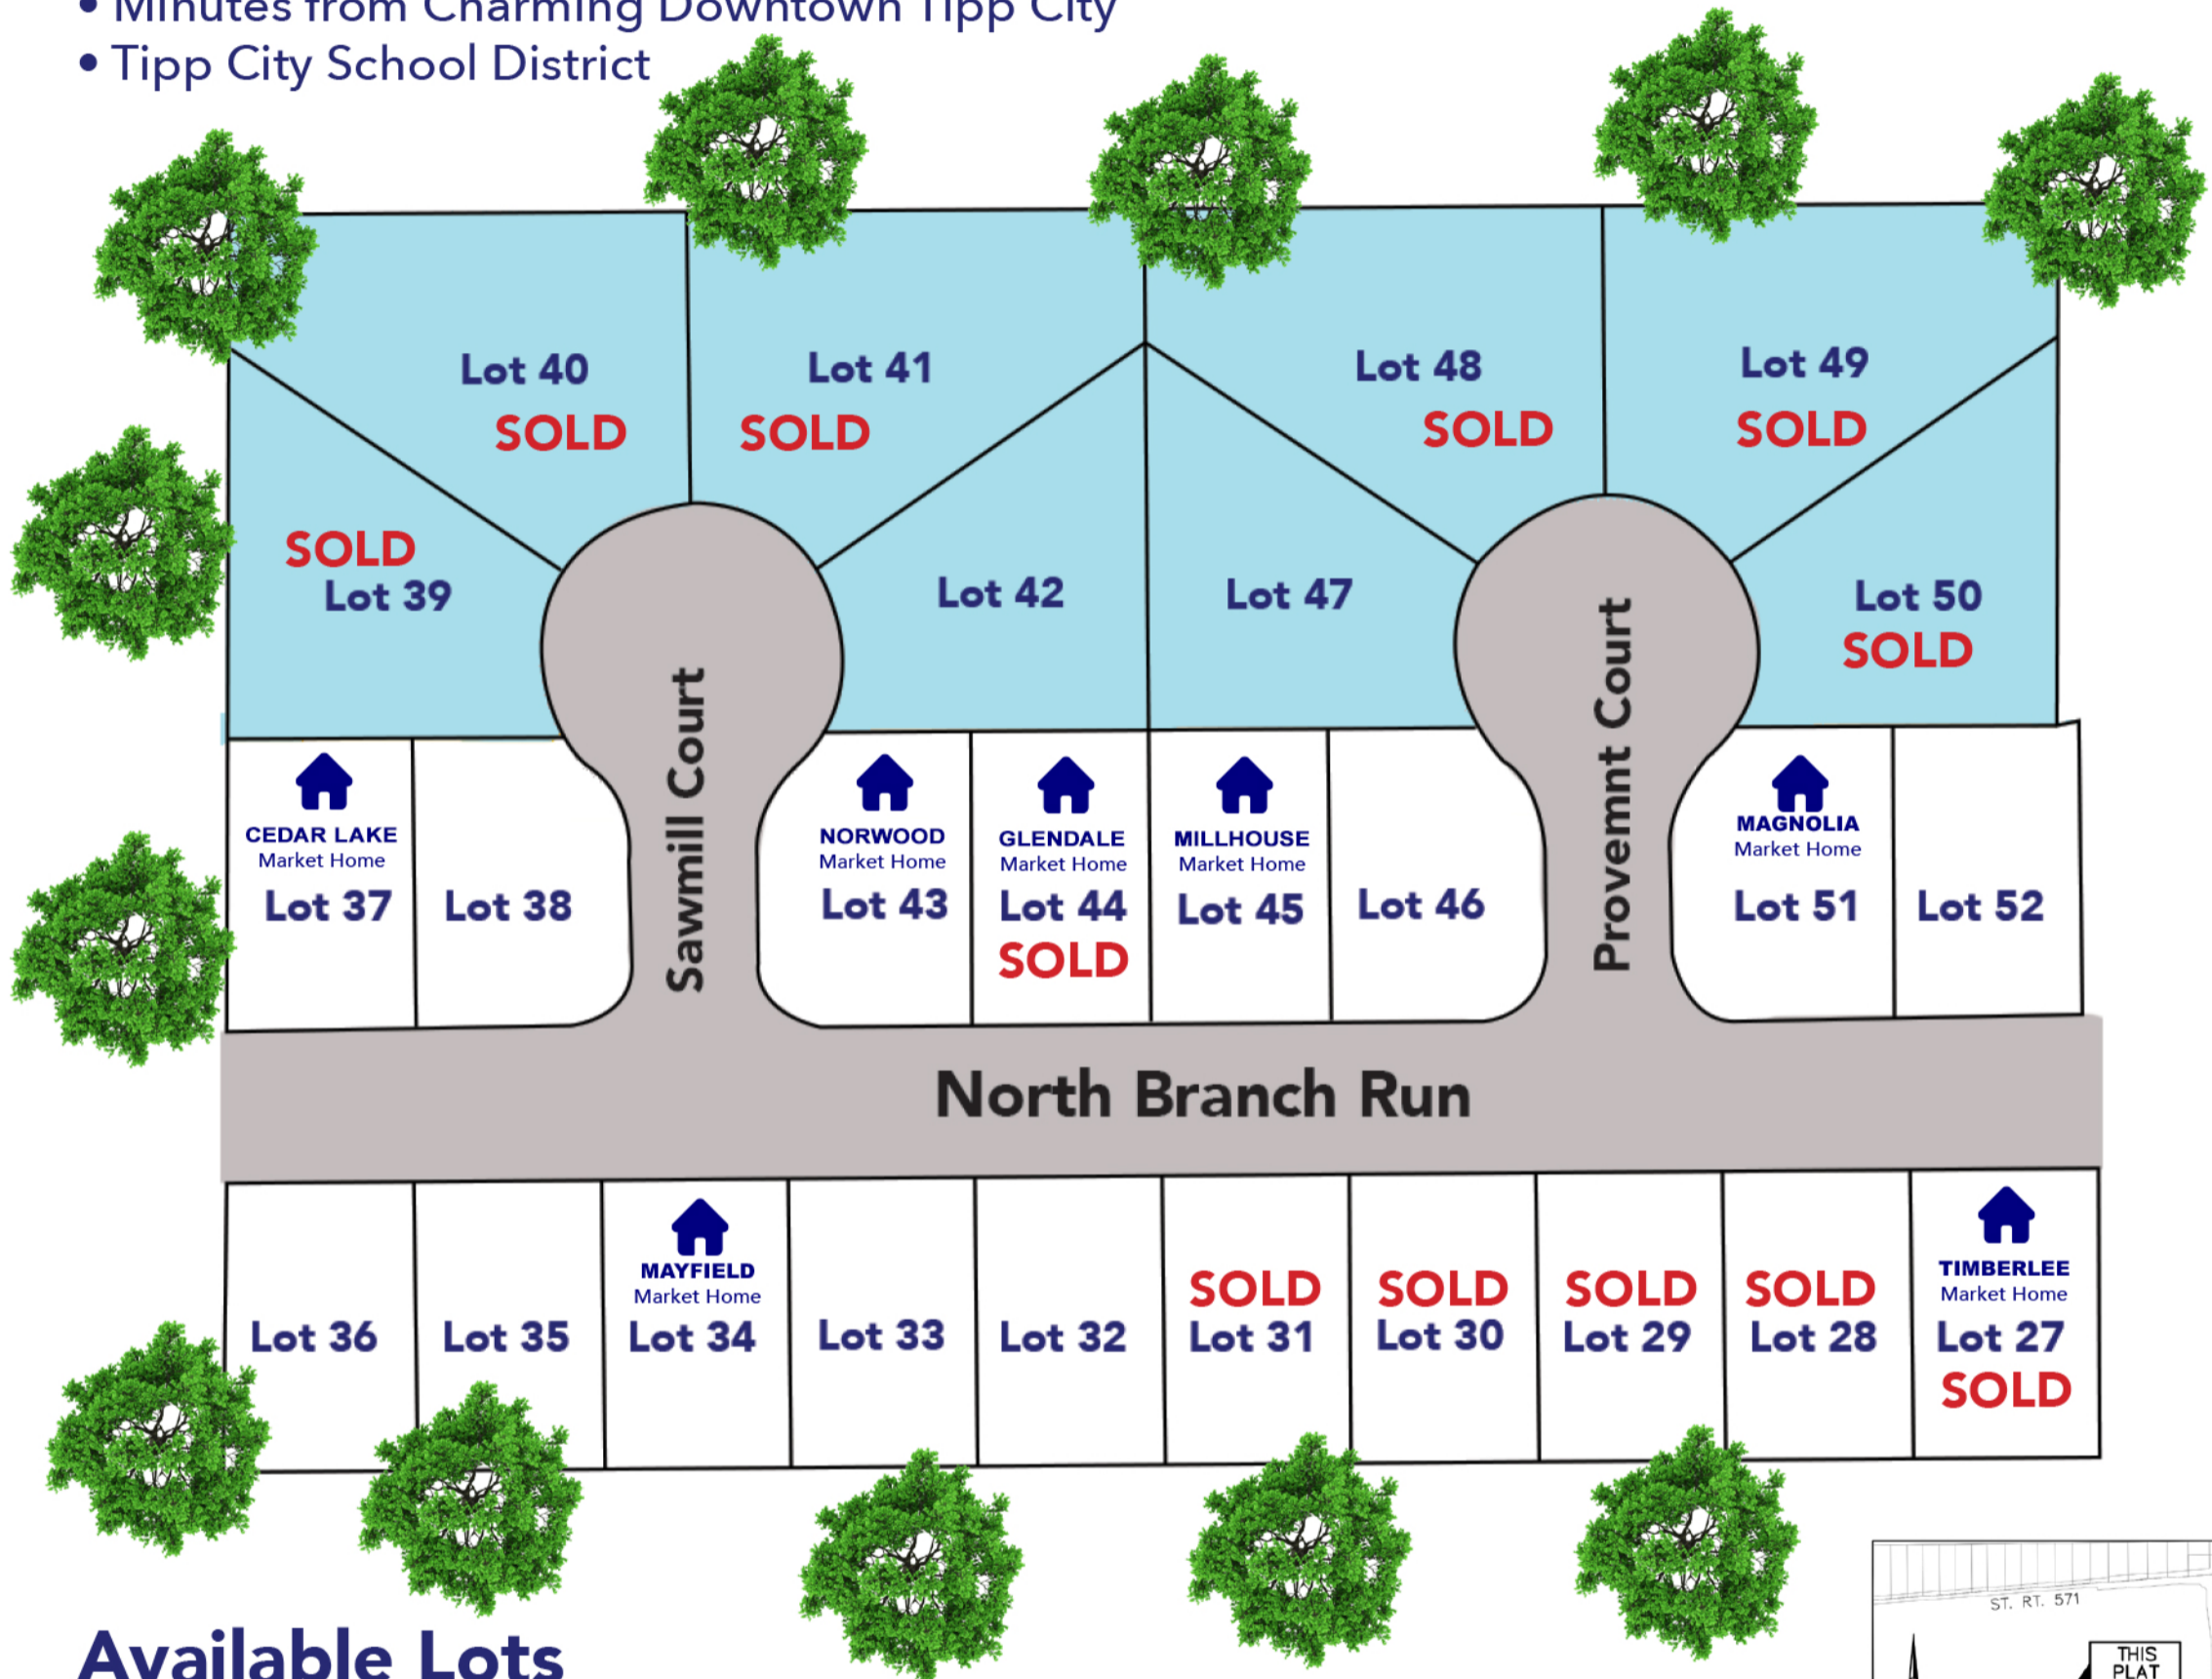 • Minutes from Charming Downtown Tipp City
• Tipp City School District
Lot 40
SOLD
Lot 41
SOLD
Lot 48
SOLD
Lot 49
SOLD
SOLD
Lot 39
Lot 42
Lot 47
Lot 50
SOLD
Sawmill Court
Provemnt Court
CEDAR LAKE
Market Home
Lot 37
Lot 38
NORWOOD
Market Home
Lot 43
GLENDALE
Market Home
Lot 44
SOLD
MILLHOUSE
Market Home
Lot 45
Lot 46
MAGNOLIA
Market Home
Lot 51
Lot 52
North Branch Run
Lot 36
Lot 35
MAYFIELD
Market Home
Lot 34
Lot 33
Lot 32
SOLD
Lot 31
SOLD
Lot 30
SOLD
Lot 29
SOLD
Lot 28
TIMBERLEE
Market Home
Lot 27
SOLD
Available Lots
ST. RT. 571
THIS
PLAT